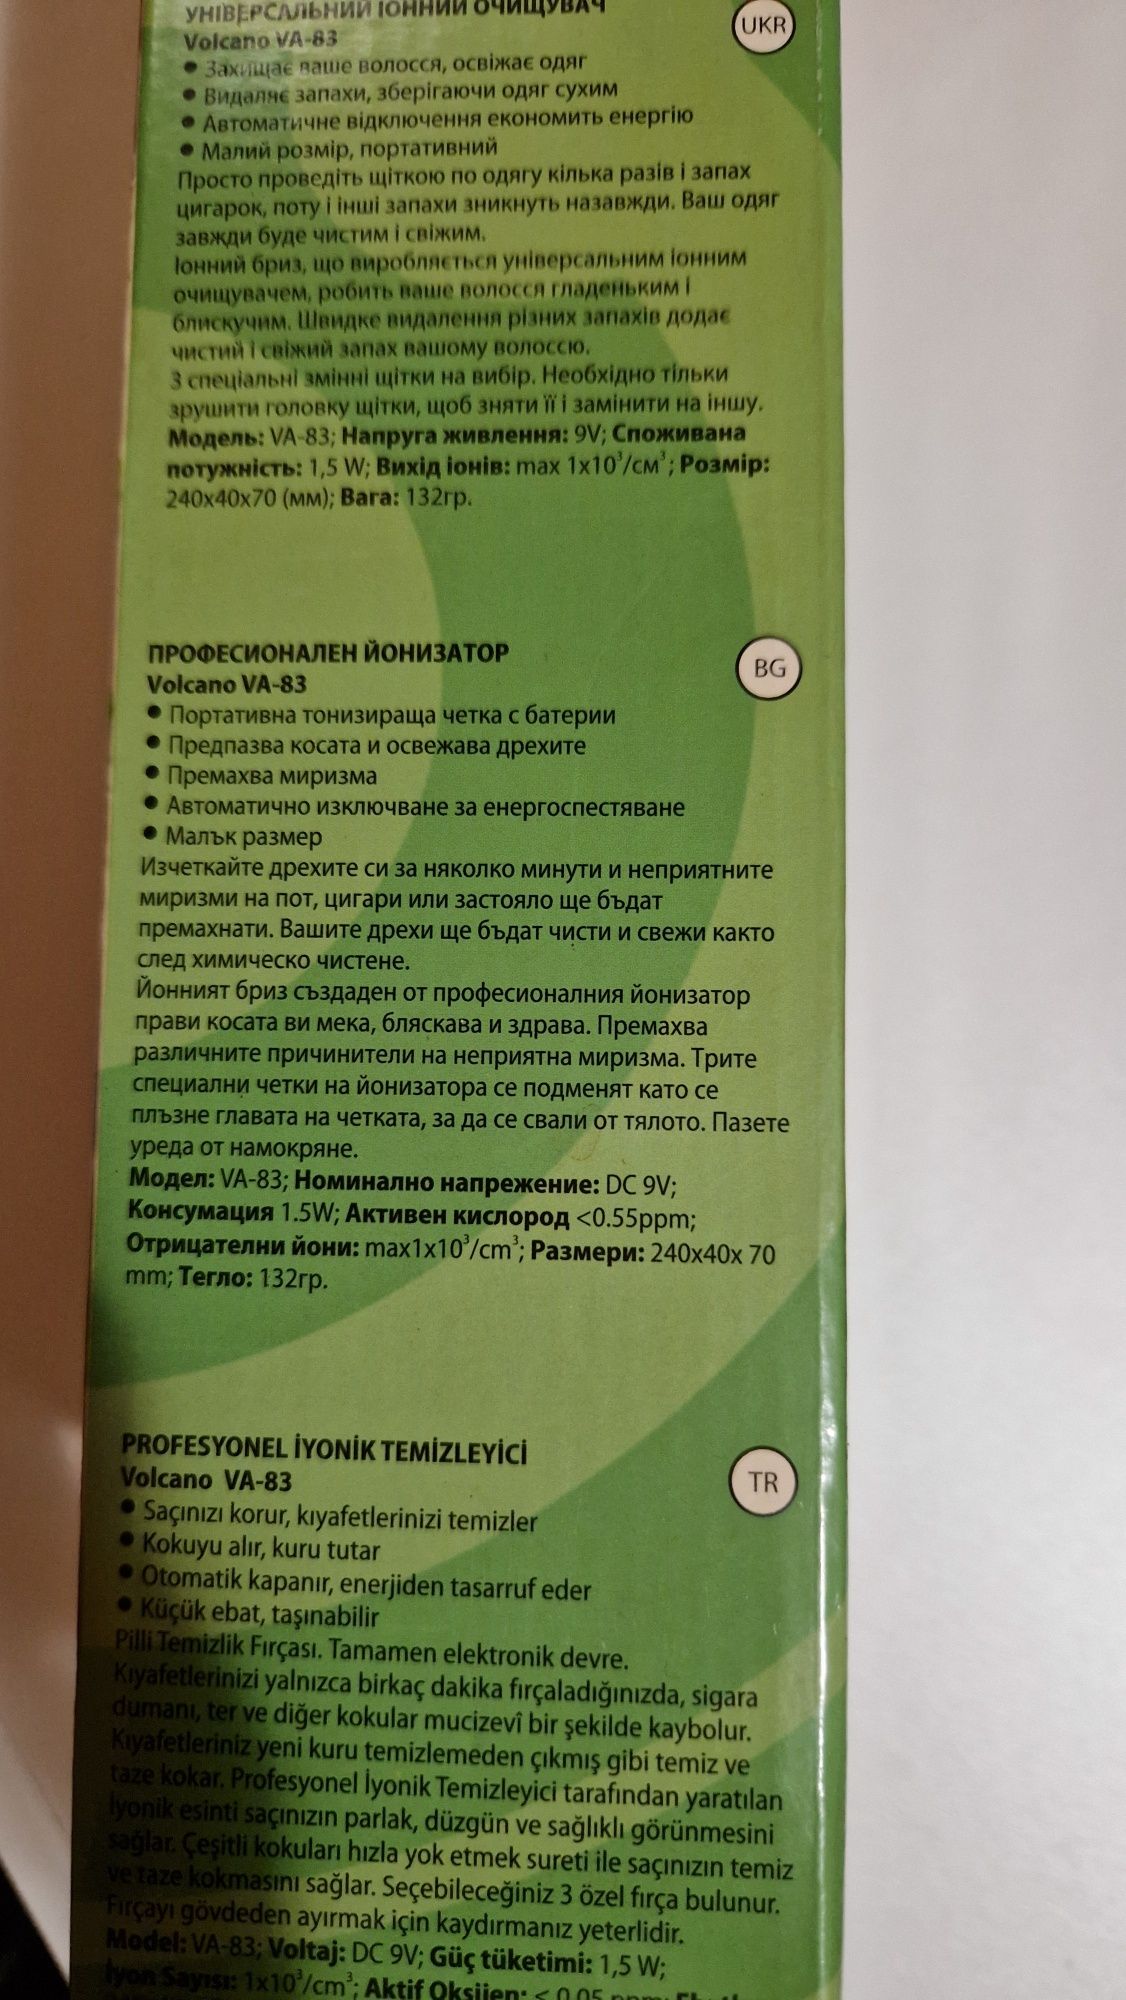 УНІВЕРСАЛЬНИЙ ІОННИЙ ОЧИЩУВАЧ
UKR
Volcano VA-83
• Захищає ваше волосся, освіжає одяг
• Видаляє запахи, зберігаючи одяг сухим
• Автоматичне відключення економить енергію
• Малий розмір, портативний
Просто проведіть щіткою по одягу кілька разів і запах
цигарок, поту і інші запахи зникнуть назавжди. Ваш одяг
завжди буде чистим і свіжим.
Іонний бриз, що виробляється універсальним іонним
очищувачем, робить ваше волосся гладеньким і
блискучим. Швидке видалення різних запахів додає
чистий і свіжий запах вашому волоссю.
3 спеціальні змінні щітки на вибір. Необхідно тільки
зрушити головку щітки, щоб зняти її і замінити на іншу.
Модель: VA-83; Напруга живлення: 9V; Споживана
потужність: 1,5 W; Вихід іонів: max 1x10³/см³; Розмір:
240x40x70 (мм); Вага: 132гр.
ПРОФЕСИОНАЛЕН ЙОНИЗАТОР
BG
Volcano VA-83
• Портативна тонизираща четка с батерии
• Предпазва косата и освежава дрехите
• Премахва миризма
• Автоматично изключване за енергоспестяване
• Малък размер
Изчеткайте дрехите си за няколко минути и неприятните
миризми на пот, цигари или застояло ще бъдат
премахнати. Вашите дрехи ще бъдат чисти и свежи както
след химическо чистене.
Йонният бриз създаден от професионалния йонизатор
прави косата ви мека, бляскава и здрава. Премахва
различните причинители на неприятна миризма. Трите
специални четки на йонизатора се подменят като се
плъзне главата на четката, за да се свали от тялото. Пазете
уреда от намокряне.
Модел: VA-83; Номинално напрежение: DC 9V;
Консумация 1.5W; Активен кислород <0.55ppm;
Отрицателни йони: max1x10³/cm³; Размери: 240x40x 70
mm; Тегло: 132гр.
PROFESYONEL İYONİK TEMİZLEYİCİ
TR
Volcano VA-83
• Saçınızı korur, kıyafetlerinizi temizler
• Kokuyu alır, kuru tutar
• Otomatik kapanır, enerjiden tasarruf eder
• Küçük ebat, taşınabilir
Pilli Temizlik Fırçası. Tamamen elektronik devre.
Kıyafetlerinizi yalnızca birkaç dakika fırçaladığınızda, sigara
dumanı, ter ve diğer kokular mucizevî bir şekilde kaybolur.
Kıyafetleriniz yeni kuru temizlemeden çıkmış gibi temiz ve
taze kokar. Profesyonel İyonik Temizleyici tarafından yaratılan
İyonik esinti saçınızın parlak, düzgün ve sağlıklı görünmesini
sağlar. Çeşitli kokuları hızla yok etmek sureti ile saçınızın temiz
ve taze kokmasını sağlar. Seçebileceğiniz 3 özel fırça bulunur.
Fırçayı gövdeden ayırmak için kaydırmanız yeterlidir.
Model: VA-83; Voltaj: DC 9V; Güç tüketimi: 1,5 W;
İyon Sayısı: 1x10³/cm³; Aktif Oksijen: < 0.05 ppm;